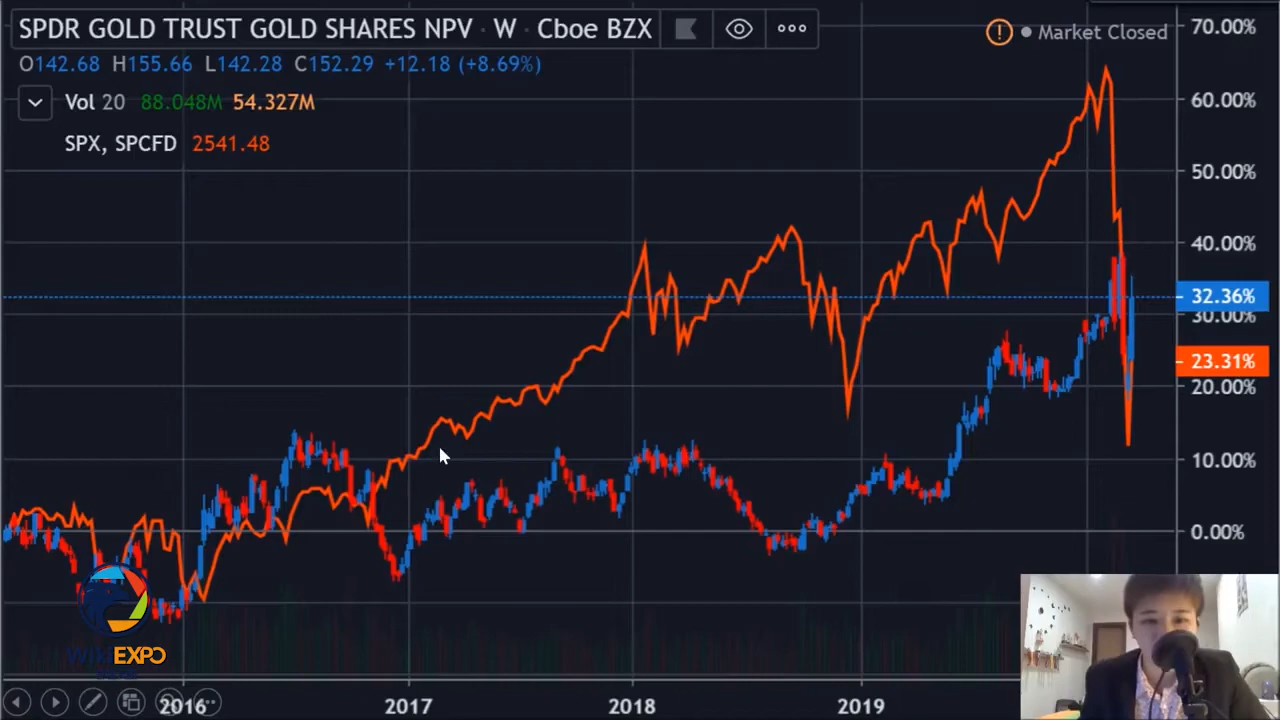 SPDR GOLD TRUST GOLD SHARES NPV · W · Cboe BZX
Market Closed
O142.68 H155.66 L142.28 C152.29 +12.18 (+8.69%)
Vol 20 88.048M 54.327M
SPX, SPCFD 2541.48
70.00%
60.00%
50.00%
40.00%
32.36%
30.00%
23.31%
20.00%
10.00%
0.00%
WikiEXPO
2016
2017
2018
2019